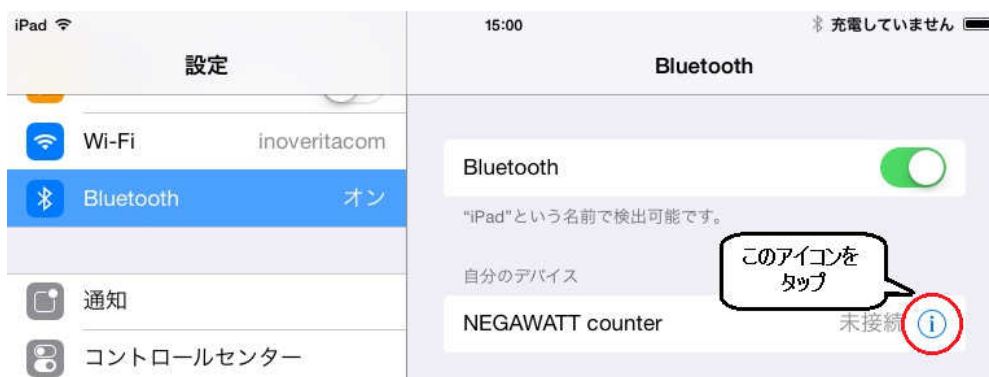 iPad
15:00
充電していません
設定
Bluetooth
Wi-Fi
inoveritacom
Bluetooth
オン
通知
コントロールセンター
Bluetooth
“iPad”という名前で検出可能です。
このアイコンを
タップ
自分のデバイス
NEGAWATT counter
未接続